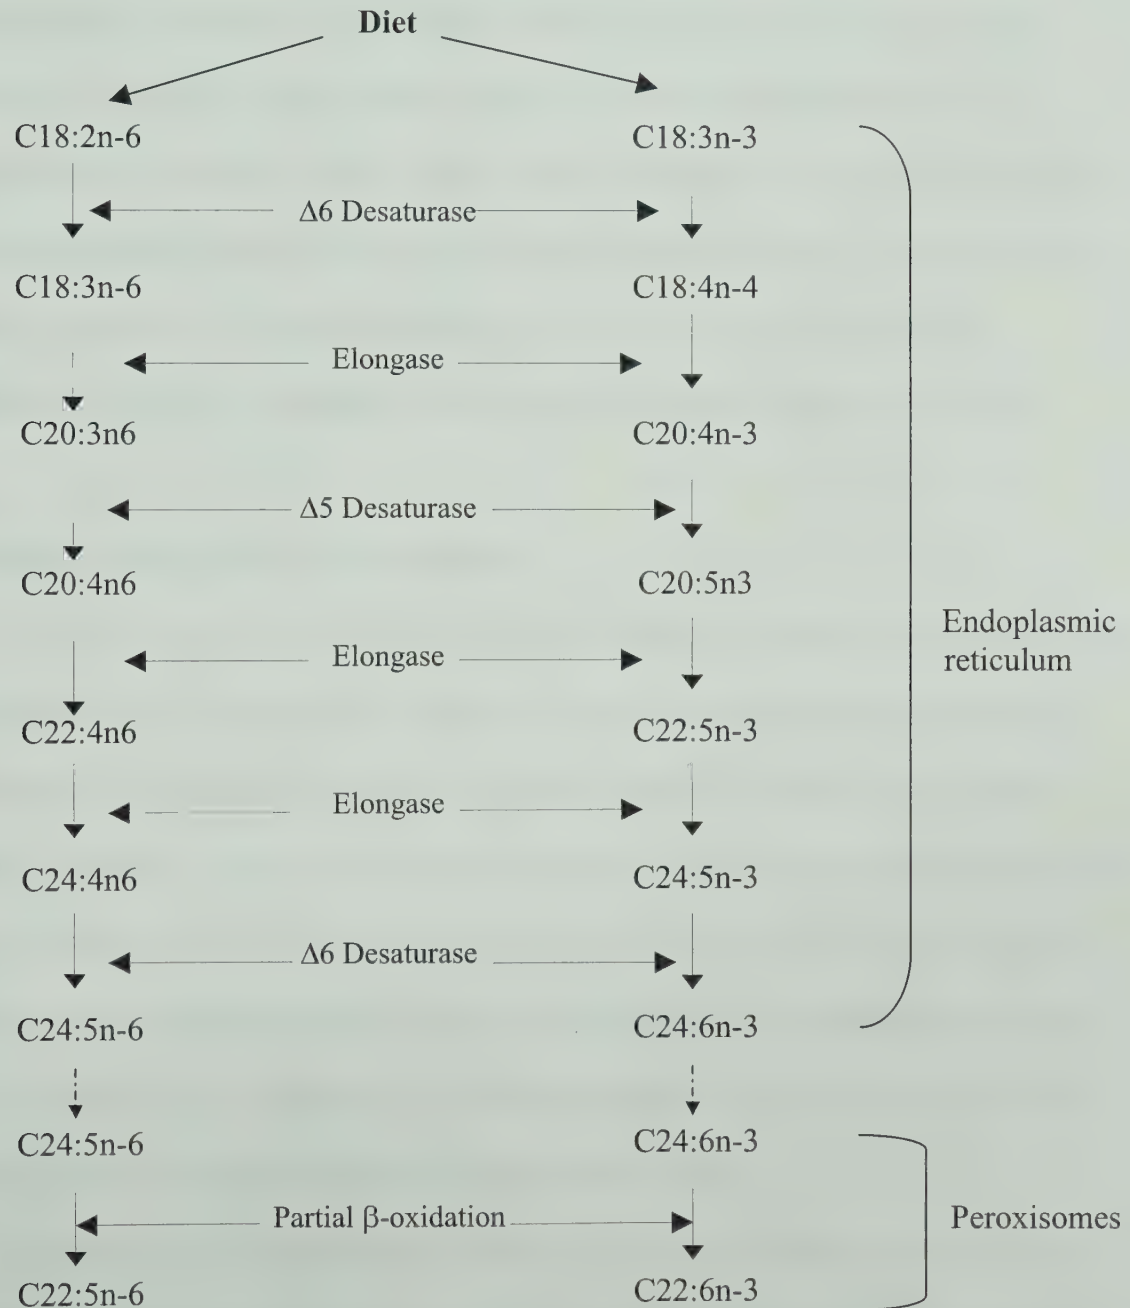 Diet
C18:2n-6 C18:3n-3
Δ6 Desaturase
C18:3n-6 C18:4n-4
Elongase
C20:3n6 C20:4n-3
Δ5 Desaturase
C20:4n6 C20:5n3
Elongase
C22:4n6 C22:5n-3
Elongase
C24:4n6 C24:5n-3
Δ6 Desaturase
C24:5n-6 C24:6n-3
Endoplasmic
reticulum
C24:5n-6 C24:6n-3
Partial β-oxidation
C22:5n-6 C22:6n-3
Peroxisomes